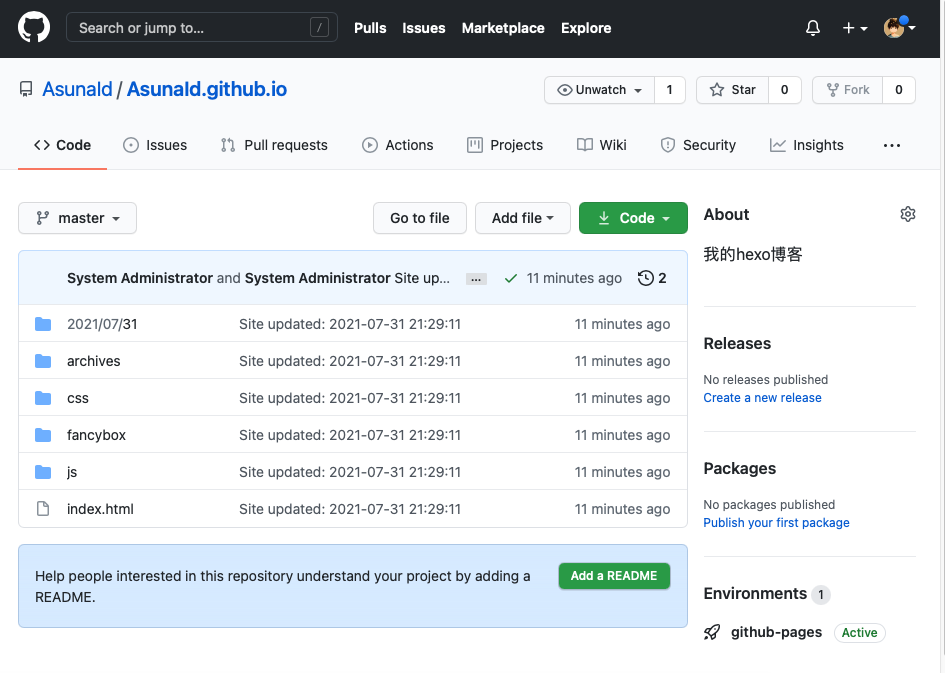 Search or jump to... /
Pulls Issues Marketplace Explore
Asunald / Asunald.github.io
Unwatch 1 Star 0 Fork 0
Code Issues Pull requests Actions Projects Wiki Security Insights ...
master Go to file Add file Code
System Administrator and System Administrator Site up... ... 11 minutes ago 2
2021/07/31 Site updated: 2021-07-31 21:29:11 11 minutes ago
archives Site updated: 2021-07-31 21:29:11 11 minutes ago
css Site updated: 2021-07-31 21:29:11 11 minutes ago
fancybox Site updated: 2021-07-31 21:29:11 11 minutes ago
js Site updated: 2021-07-31 21:29:11 11 minutes ago
index.html Site updated: 2021-07-31 21:29:11 11 minutes ago
Help people interested in this repository understand your project by adding a
README.
Add a README
About
我的hexo博客
Releases
No releases published
Create a new release
Packages
No packages published
Publish your first package
Environments 1
github-pages Active